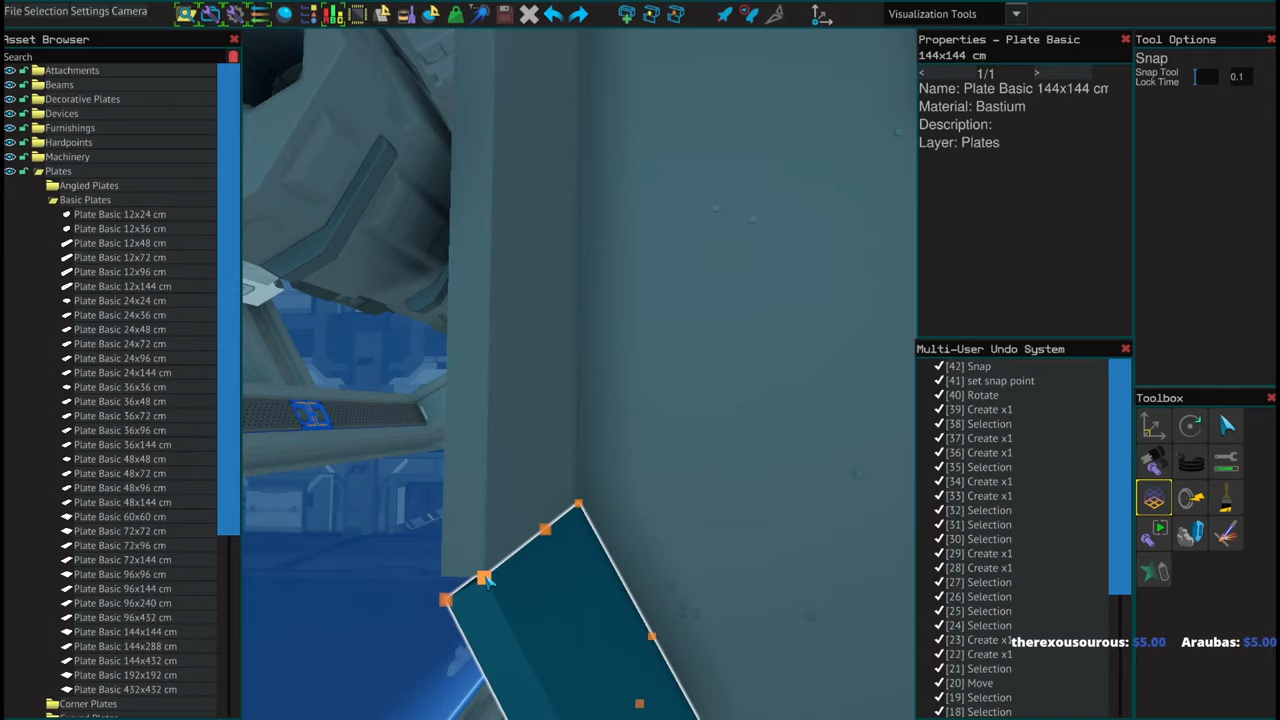 File Selection Settings Camera
Visualization Tools
Asset Browser
Search
Attachments
Beams
Decorative Plates
Devices
Furnishings
Hardpoints
Machinery
Plates
Angled Plates
Basic Plates
Plate Basic 12x24 cm
Plate Basic 12x36 cm
Plate Basic 12x48 cm
Plate Basic 12x72 cm
Plate Basic 12x96 cm
Plate Basic 12x144 cm
Plate Basic 24x24 cm
Plate Basic 24x36 cm
Plate Basic 24x48 cm
Plate Basic 24x72 cm
Plate Basic 24x96 cm
Plate Basic 24x144 cm
Plate Basic 36x36 cm
Plate Basic 36x48 cm
Plate Basic 36x72 cm
Plate Basic 36x96 cm
Plate Basic 36x144 cm
Plate Basic 48x48 cm
Plate Basic 48x72 cm
Plate Basic 48x96 cm
Plate Basic 48x144 cm
Plate Basic 60x60 cm
Plate Basic 72x72 cm
Plate Basic 72x96 cm
Plate Basic 72x144 cm
Plate Basic 96x96 cm
Plate Basic 96x144 cm
Plate Basic 96x240 cm
Plate Basic 96x432 cm
Plate Basic 144x144 cm
Plate Basic 144x288 cm
Plate Basic 144x432 cm
Plate Basic 192x192 cm
Plate Basic 432x432 cm
Corner Plates
Properties - Plate Basic
144x144 cm
< 1/1 >
Name: Plate Basic 144x144 cm
Material: Bastium
Description:
Layer: Plates
Tool Options
Snap
Snap Tool
Lock Time
0.1
Multi-User Undo System
[42] Snap
[41] set snap point
[40] Rotate
[39] Create x1
[38] Selection
[37] Create x1
[36] Create x1
[35] Selection
[34] Create x1
[33] Create x1
[32] Selection
[31] Selection
[30] Selection
[29] Create x1
[28] Create x1
[27] Selection
[26] Selection
[25] Selection
[24] Selection
[23] Create x1
[22] Create x1
[21] Selection
[20] Move
[19] Selection
[18] Selection
Toolbox
therexousourous: $5.00 Araubas: $5.00